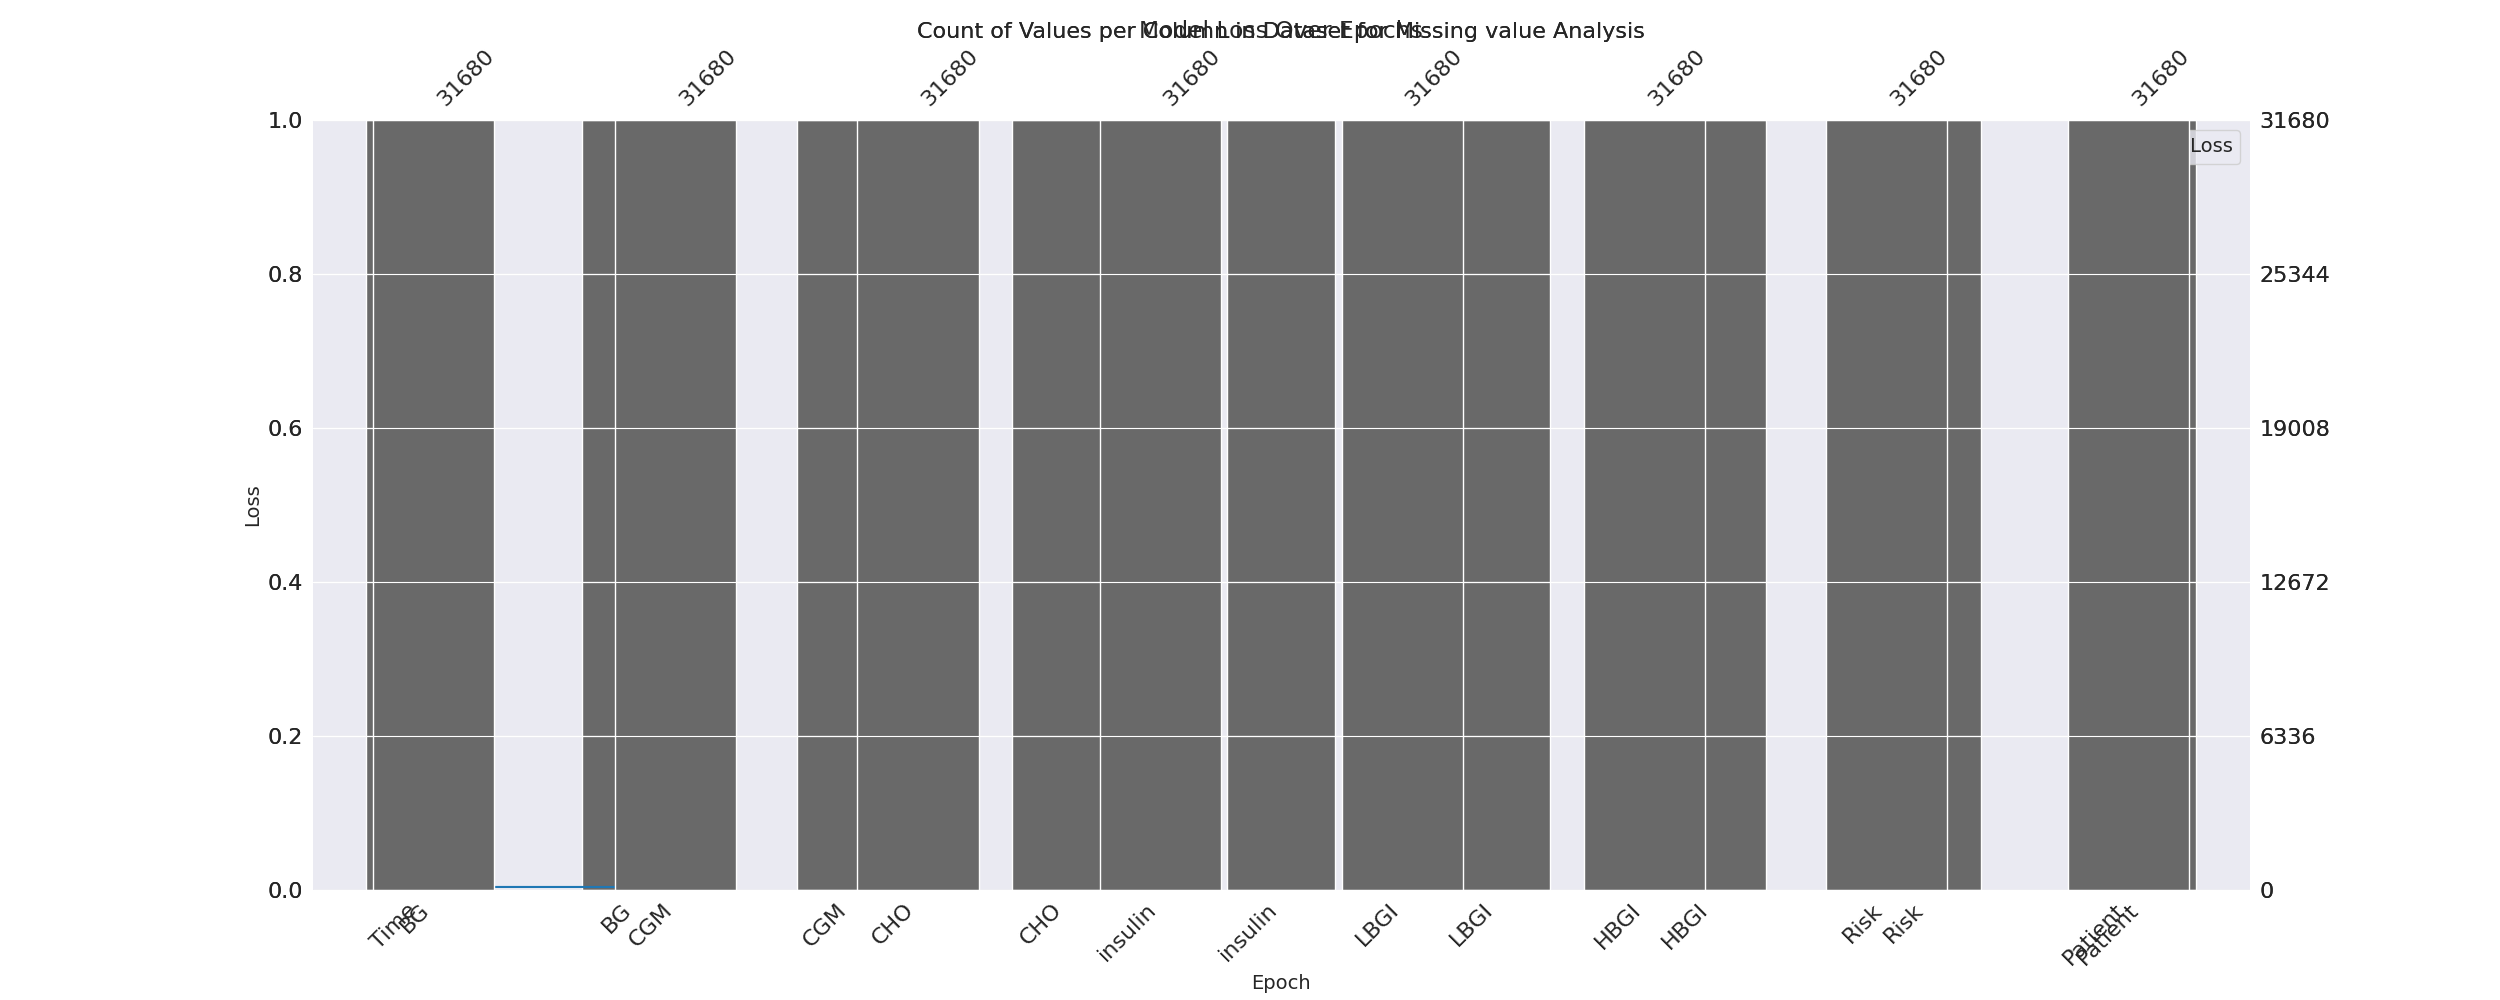 Count of Values per Column in Dataset for Missing value Analysis
Model Loss Over Epochs
31680 31680 31680 31680 31680 31680 31680 31680
1.0 31680
Loss
0.8 25344
0.6 19008
Loss
0.4 12672
0.2 6336
0.0 0
Time BG BG CGM CGM CHO CHO insulin insulin LBGI LBGI HBGI HBGI Risk Risk Patient Patient
Epoch